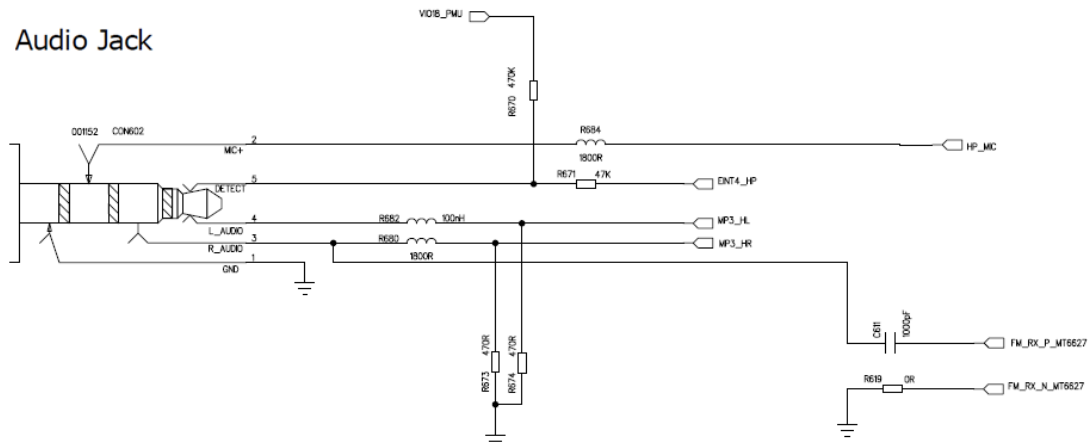 VIO18_PMU
Audio Jack
R670 470K
001152 CON602
2
MIC+
R684
1800R
HP_MIC
5
DETECT
R671 47K
EINT4_HP
4
L_AUDIO
R682 100nH
MP3_HL
3
R_AUDIO
R680
1800R
MP3_HR
1
GND
C611 1000pF
FM_RX_P_MT6627
R673 470R
R674 470R
R619 0R
FM_RX_N_MT6627